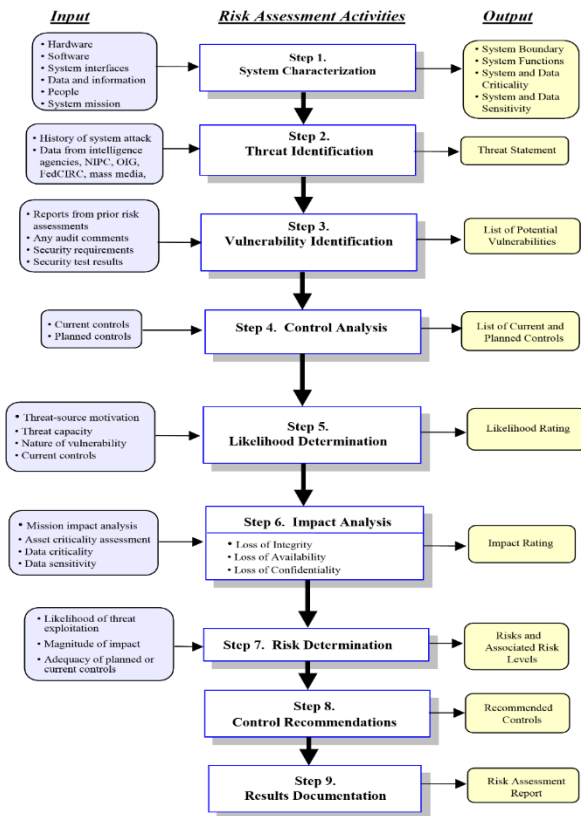 Input
Risk Assessment Activities
Output
• Hardware
• Software
• System interfaces
• Data and information
• People
• System mission
Step 1.
System Characterization
• System Boundary
• System Functions
• System and Data
Criticality
• System and Data
Sensitivity
• History of system attack
• Data from intelligence
agencies, NIPC, OIG,
FedCIRC, mass media,
Step 2.
Threat Identification
Threat Statement
• Reports from prior risk
assessments
• Any audit comments
• Security requirements
• Security test results
Step 3.
Vulnerability Identification
List of Potential
Vulnerabilities
• Current controls
• Planned controls
Step 4. Control Analysis
List of Current and
Planned Controls
• Threat-source motivation
• Threat capacity
• Nature of vulnerability
• Current controls
Step 5.
Likelihood Determination
Likelihood Rating
• Mission impact analysis
• Asset criticality assessment
• Data criticality
• Data sensitivity
Step 6. Impact Analysis
• Loss of Integrity
• Loss of Availability
• Loss of Confidentiality
Impact Rating
• Likelihood of threat
exploitation
• Magnitude of impact
• Adequacy of planned or
current controls
Step 7. Risk Determination
Risks and
Associated Risk
Levels
Step 8.
Control Recommendations
Recommended
Controls
Step 9.
Results Documentation
Risk Assessment
Report